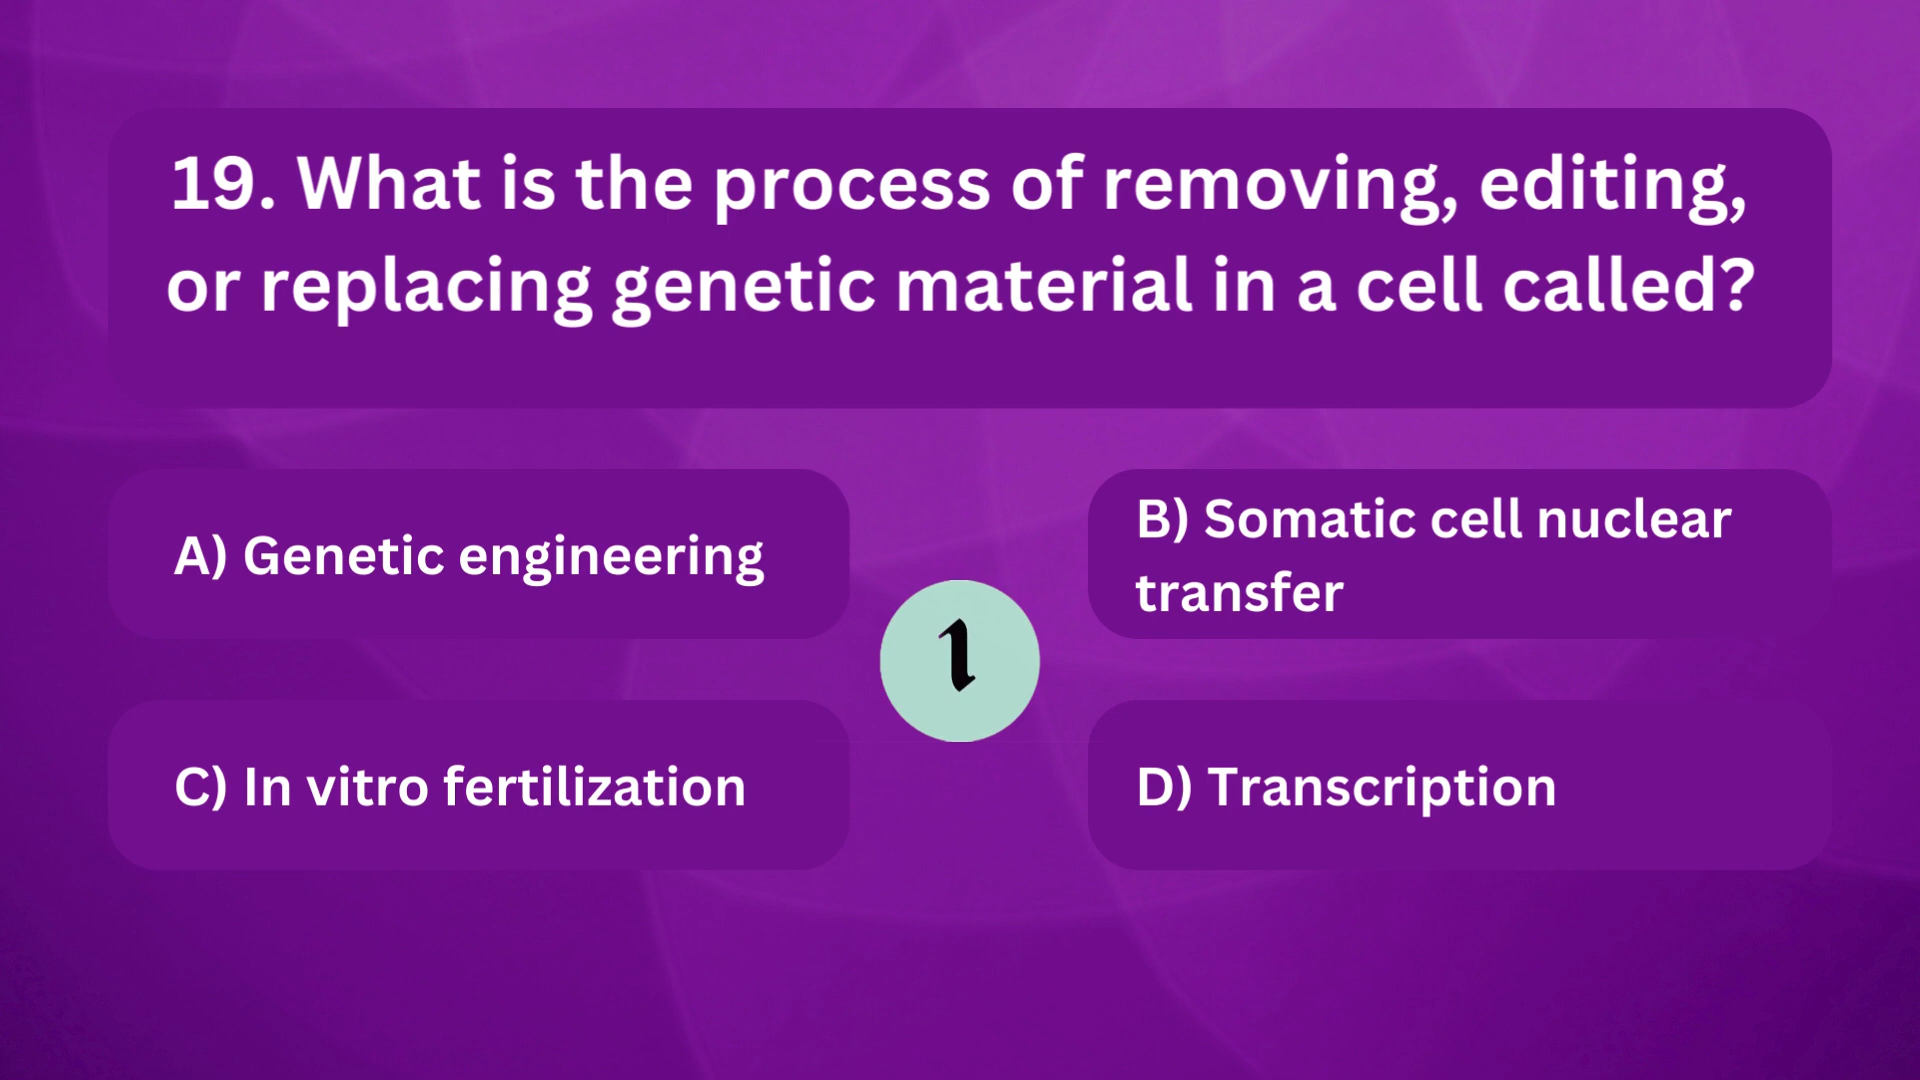 19. What is the process of removing, editing,
or replacing genetic material in a cell called?
A) Genetic engineering
B) Somatic cell nuclear
transfer
1
C) In vitro fertilization
D) Transcription